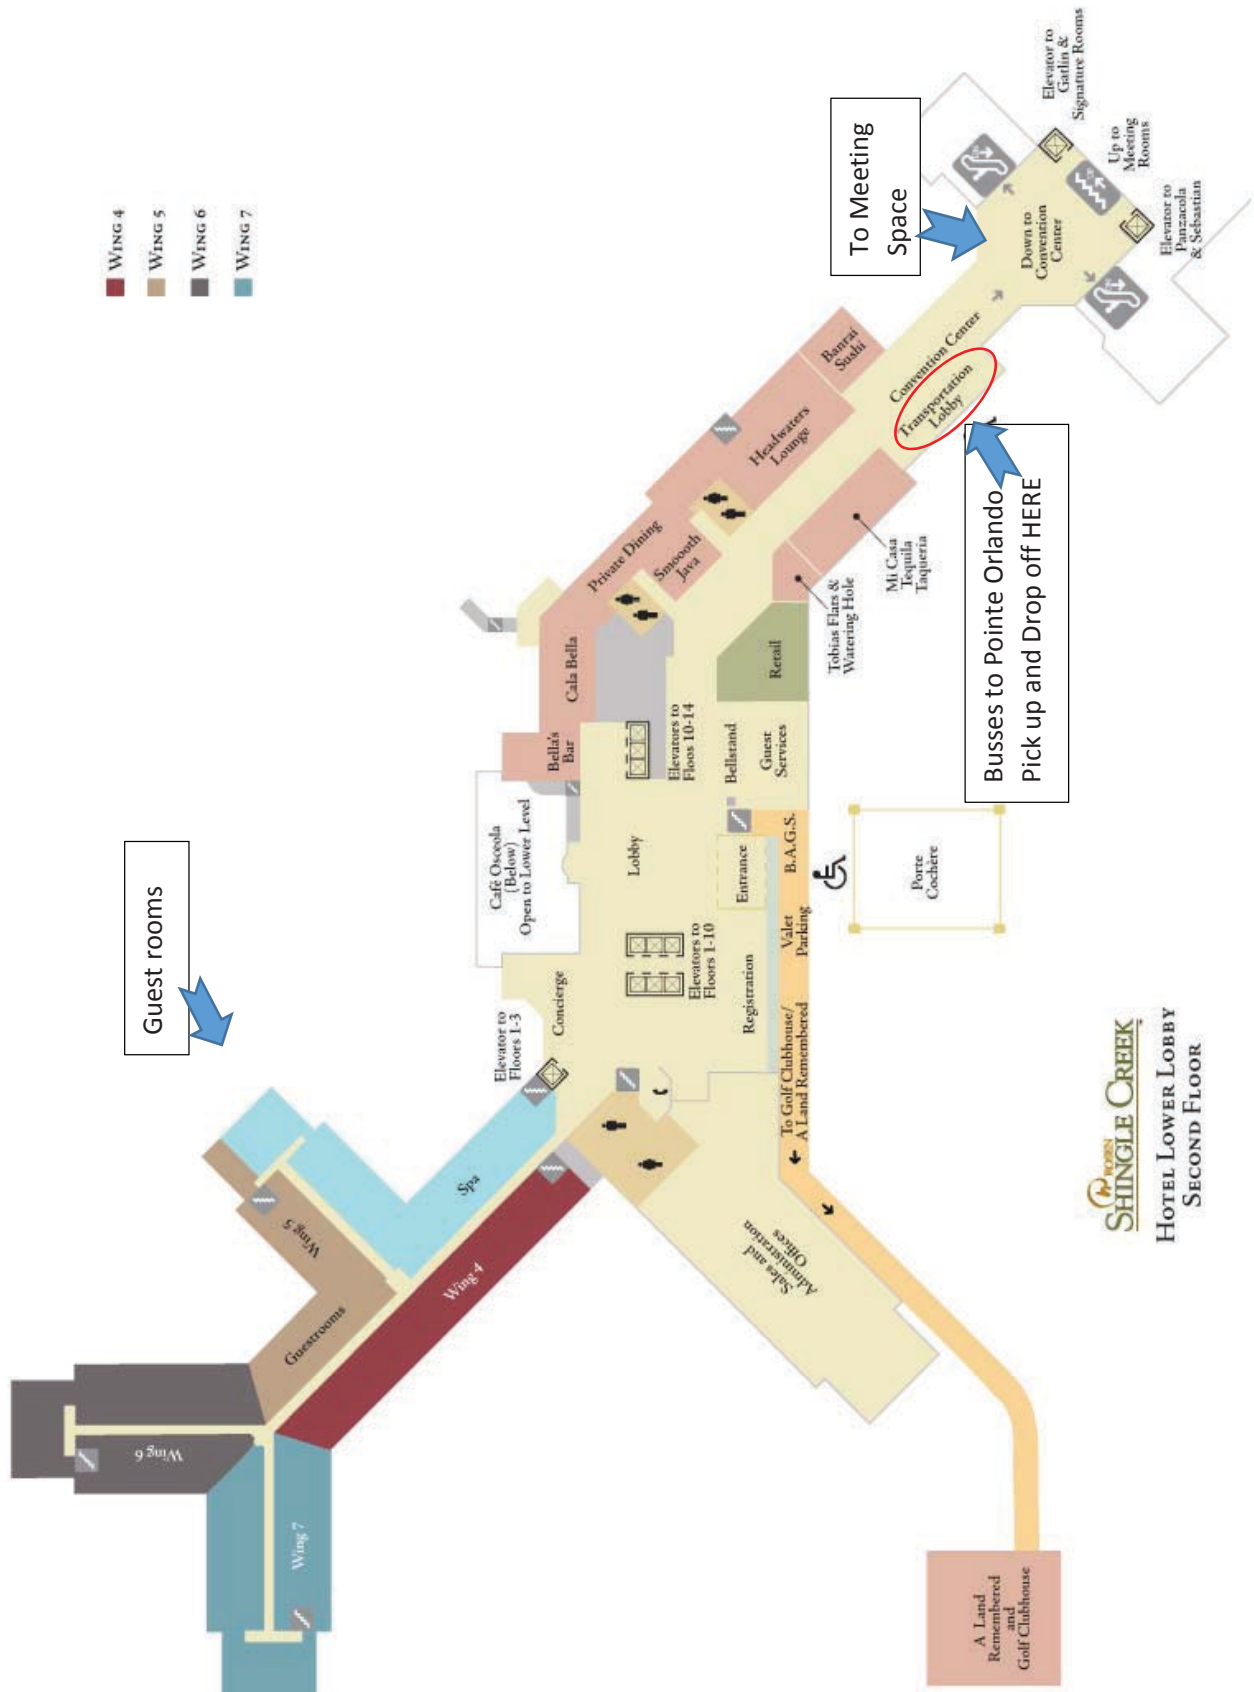 WING 4
WING 5
WING 6
WING 7
Guest rooms
To Meeting
Space
Busses to Pointe Orlando
Pick up and Drop off HERE
Wing 7
Wing 6
Guestrooms
Wing 5
Wing 4
Spa
Elevator to
Floors 1-3
Concierge
Café Osceola
(Below)
Open to Lower Level
Bella's
Bar
Cala Bella
Private Dining
Smoooth
Java
Headwaters
Lounge
Banrai
Sushi
Convention Center
Transportation
Lobby
Down to
Convention
Center
Elevator to
Gatlin &
Signature Rooms
Up to
Meeting
Rooms
Elevator to
Panzacola
& Sebastian
Lobby
Elevators to
Floors 1-10
Elevators to
Floos 10-14
Registration
Entrance
Bellstand
Guest
Services
Retail
Tobias Flats &
Watering Hole
Mi Casa
Tequila
Taqueria
Sales and
Administration
Offices
To Golf Clubhouse/
A Land Remembered
Valet
Parking
B.A.G.S.
Porte
Cochère
A Land
Remembered
and
Golf Clubhouse
ROSEN
SHINGLE CREEK
HOTEL LOWER LOBBY
SECOND FLOOR